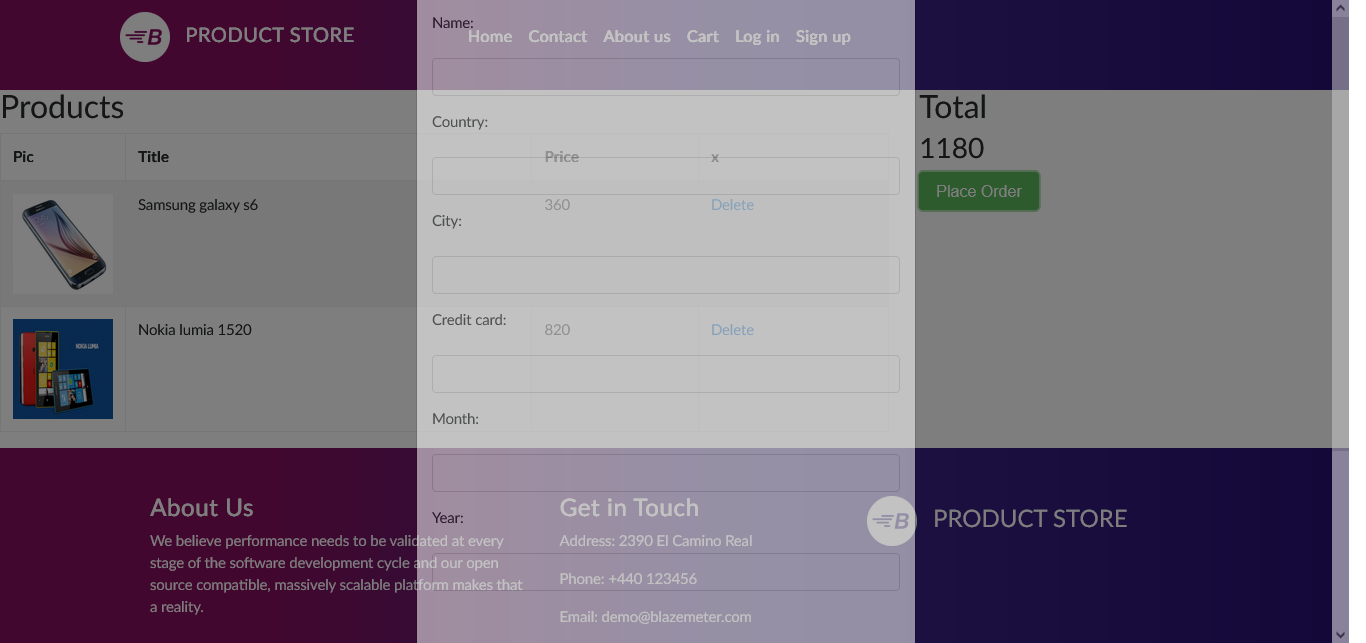 B PRODUCT STORE
Home Contact About us Cart Log in Sign up
Name:
Products
Total
Country:
1180
Pic Title Price x
Place Order
Samsung galaxy s6 360 Delete
City:
Credit card:
NOKIA LUMIA
Nokia lumia 1520 820 Delete
Month:
About Us
Get in Touch
B PRODUCT STORE
Year:
We believe performance needs to be validated at every
stage of the software development cycle and our open
source compatible, massively scalable platform makes that
a reality.
Address: 2390 El Camino Real
Phone: +440 123456
Email: demo@blazemeter.com